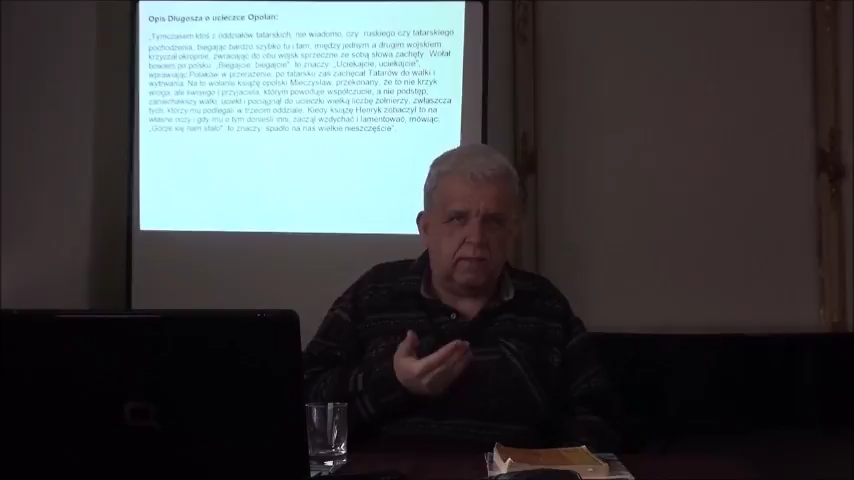 Opis Długosza o ucieczce Opolan:
„Tymczasem ktoś z oddziałów tatarskich, nie wiadomo, czy ruskiego czy tatarskiego
pochodzenia, biegając bardzo szybko tu i tam, między jednym a drugim wojskiem
krzyczał okropnie, zwracając do obu wojsk sprzeczne ze sobą słowa zachęty. Wołał
bowiem po polsku „Biegajcie, biegajcie", to znaczy: „Uciekajcie, uciekajcie",
wprawiając Polaków w przerażenie, po tatarsku zaś zachęcał Tatarów do walki i
wytrwania. Na to wołanie książę opolski Mieczysław, przekonany, że to nie krzyk
wroga, ale swojego i przyjaciela, którym powoduje współczucie, a nie podstęp,
zaniechawszy walki, uciekł i pociągnął do ucieczki wielką liczbę żołnierzy, zwłaszcza
tych, którzy mu podlegali w trzecim oddziale. Kiedy książę Henryk zobaczył to na
własne oczy i gdy mu o tym donieśli inni, zaczął wzdychać i lamentować, mówiąc:
„Gorze się nam stało", to znaczy: spadło na nas wielkie nieszczęście".